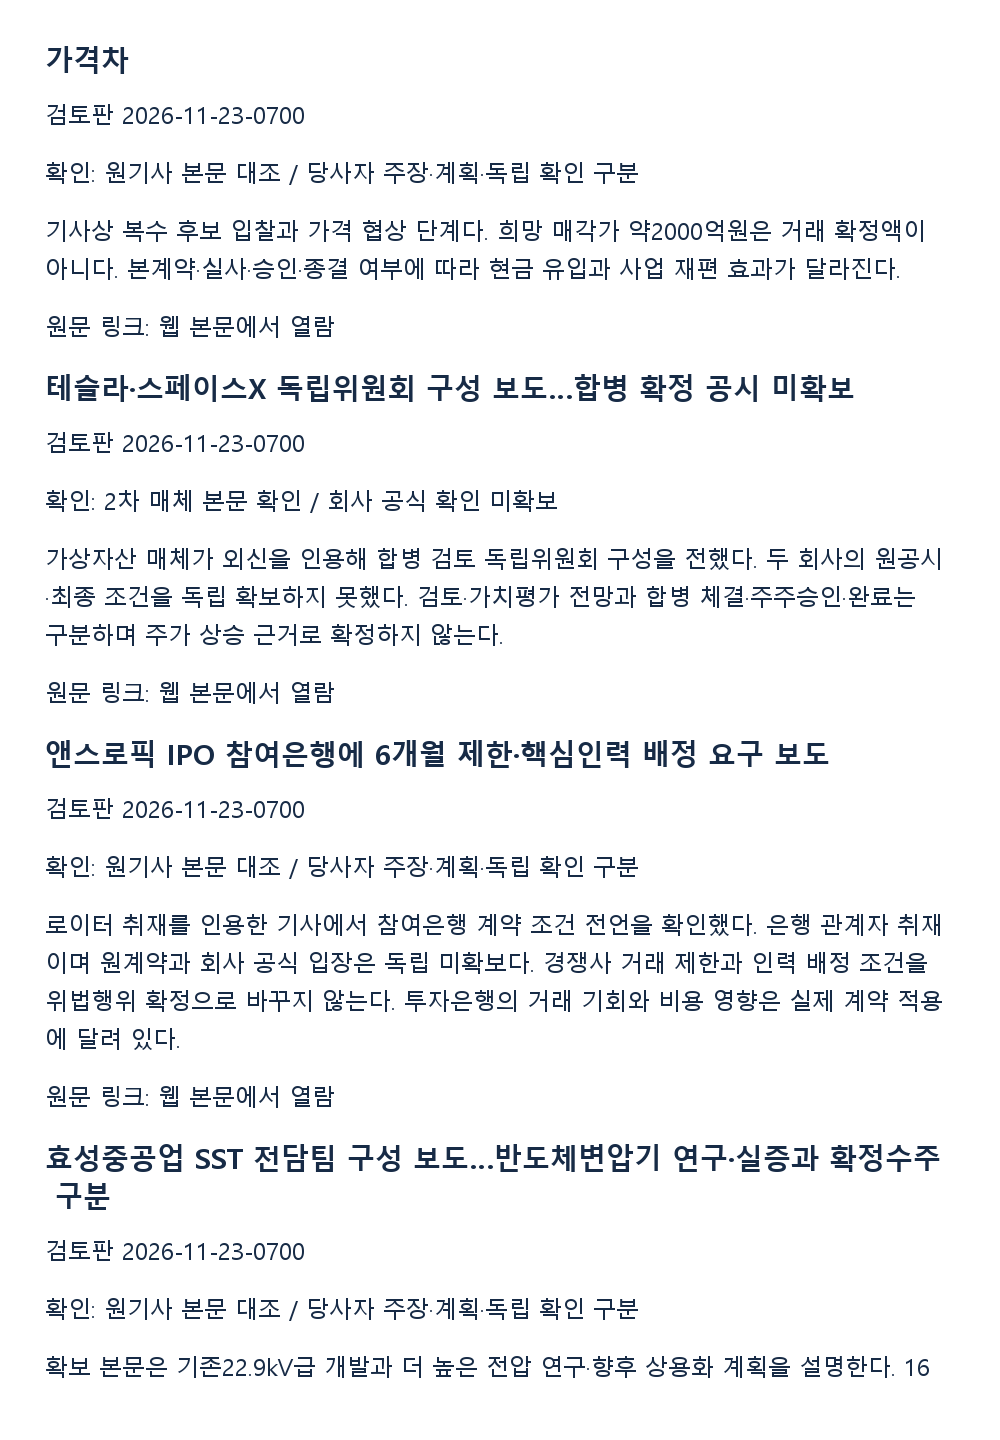 가격차
검토판 2026-11-23-0700
확인: 원기사 본문 대조 / 당사자 주장·계획·독립 확인 구분
기사상 복수 후보 입찰과 가격 협상 단계다. 희망 매각가 약2000억원은 거래 확정액이
아니다. 본계약·실사·승인·종결 여부에 따라 현금 유입과 사업 재편 효과가 달라진다.
원문 링크: 웹 본문에서 열람
테슬라·스페이스X 독립위원회 구성 보도...합병 확정 공시 미확보
검토판 2026-11-23-0700
확인: 2차 매체 본문 확인 / 회사 공식 확인 미확보
가상자산 매체가 외신을 인용해 합병 검토 독립위원회 구성을 전했다. 두 회사의 원공시
·최종 조건을 독립 확보하지 못했다. 검토·가치평가 전망과 합병 체결·주주승인·완료는
구분하며 주가 상승 근거로 확정하지 않는다.
원문 링크: 웹 본문에서 열람
앤스로픽 IPO 참여은행에 6개월 제한·핵심인력 배정 요구 보도
검토판 2026-11-23-0700
확인: 원기사 본문 대조 / 당사자 주장·계획·독립 확인 구분
로이터 취재를 인용한 기사에서 참여은행 계약 조건 전언을 확인했다. 은행 관계자 취재
이며 원계약과 회사 공식 입장은 독립 미확보다. 경쟁사 거래 제한과 인력 배정 조건을
위법행위 확정으로 바꾸지 않는다. 투자은행의 거래 기회와 비용 영향은 실제 계약 적용
에 달려 있다.
원문 링크: 웹 본문에서 열람
효성중공업 SST 전담팀 구성 보도...반도체변압기 연구·실증과 확정수주
구분
검토판 2026-11-23-0700
확인: 원기사 본문 대조 / 당사자 주장·계획·독립 확인 구분
확보 본문은 기존22.9kV급 개발과 더 높은 전압 연구·향후 상용화 계획을 설명한다. 16